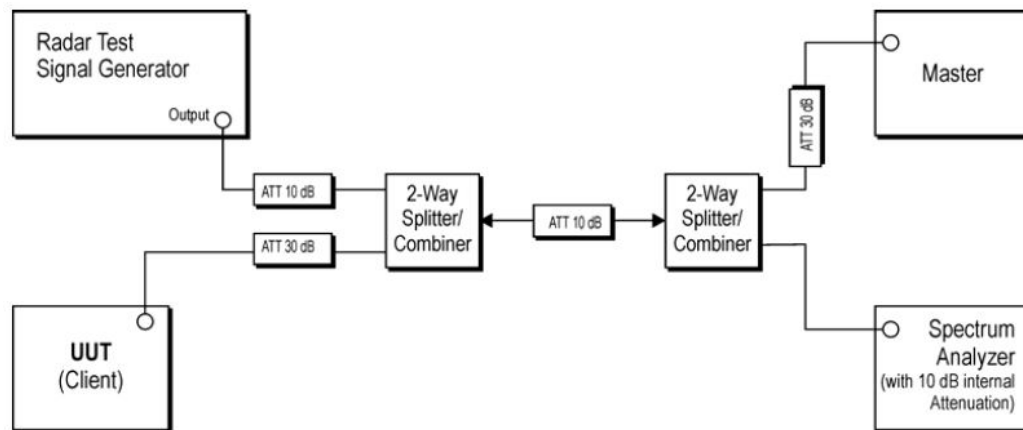 Radar Test
Signal Generator
Output
ATT 10 dB
ATT 30 dB
2-Way
Splitter/
Combiner
ATT 10 dB
2-Way
Splitter/
Combiner
ATT 30 dB
Master
UUT
(Client)
Spectrum
Analyzer
(with 10 dB internal
Attenuation)